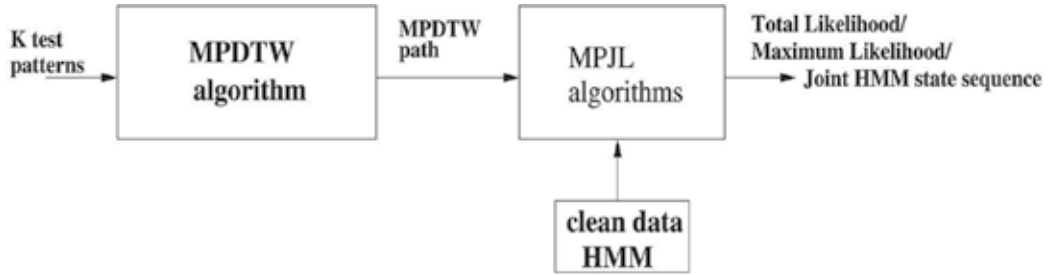 K test
patterns
MPDTW
algorithm
MPDTW
path
MPJL
algorithms
Total Likelihood/
Maximum Likelihood/
Joint HMM state sequence
clean data
HMM